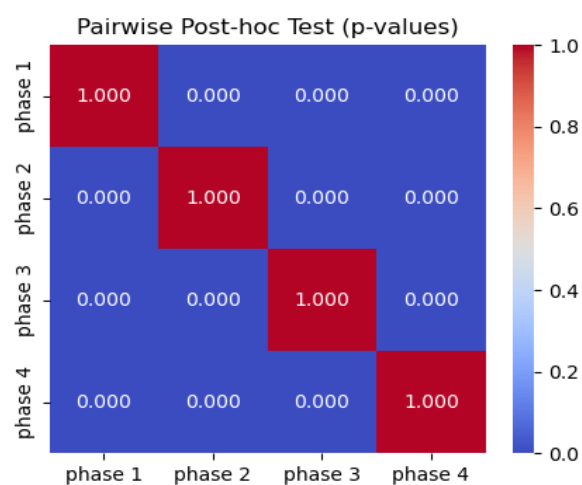 Pairwise Post-hoc Test (p-values)
phase 1
1.000 0.000 0.000 0.000
phase 2
0.000 1.000 0.000 0.000
phase 3
0.000 0.000 1.000 0.000
phase 4
0.000 0.000 0.000 1.000
phase 1 phase 2 phase 3 phase 4
1.0
0.8
0.6
0.4
0.2
0.0